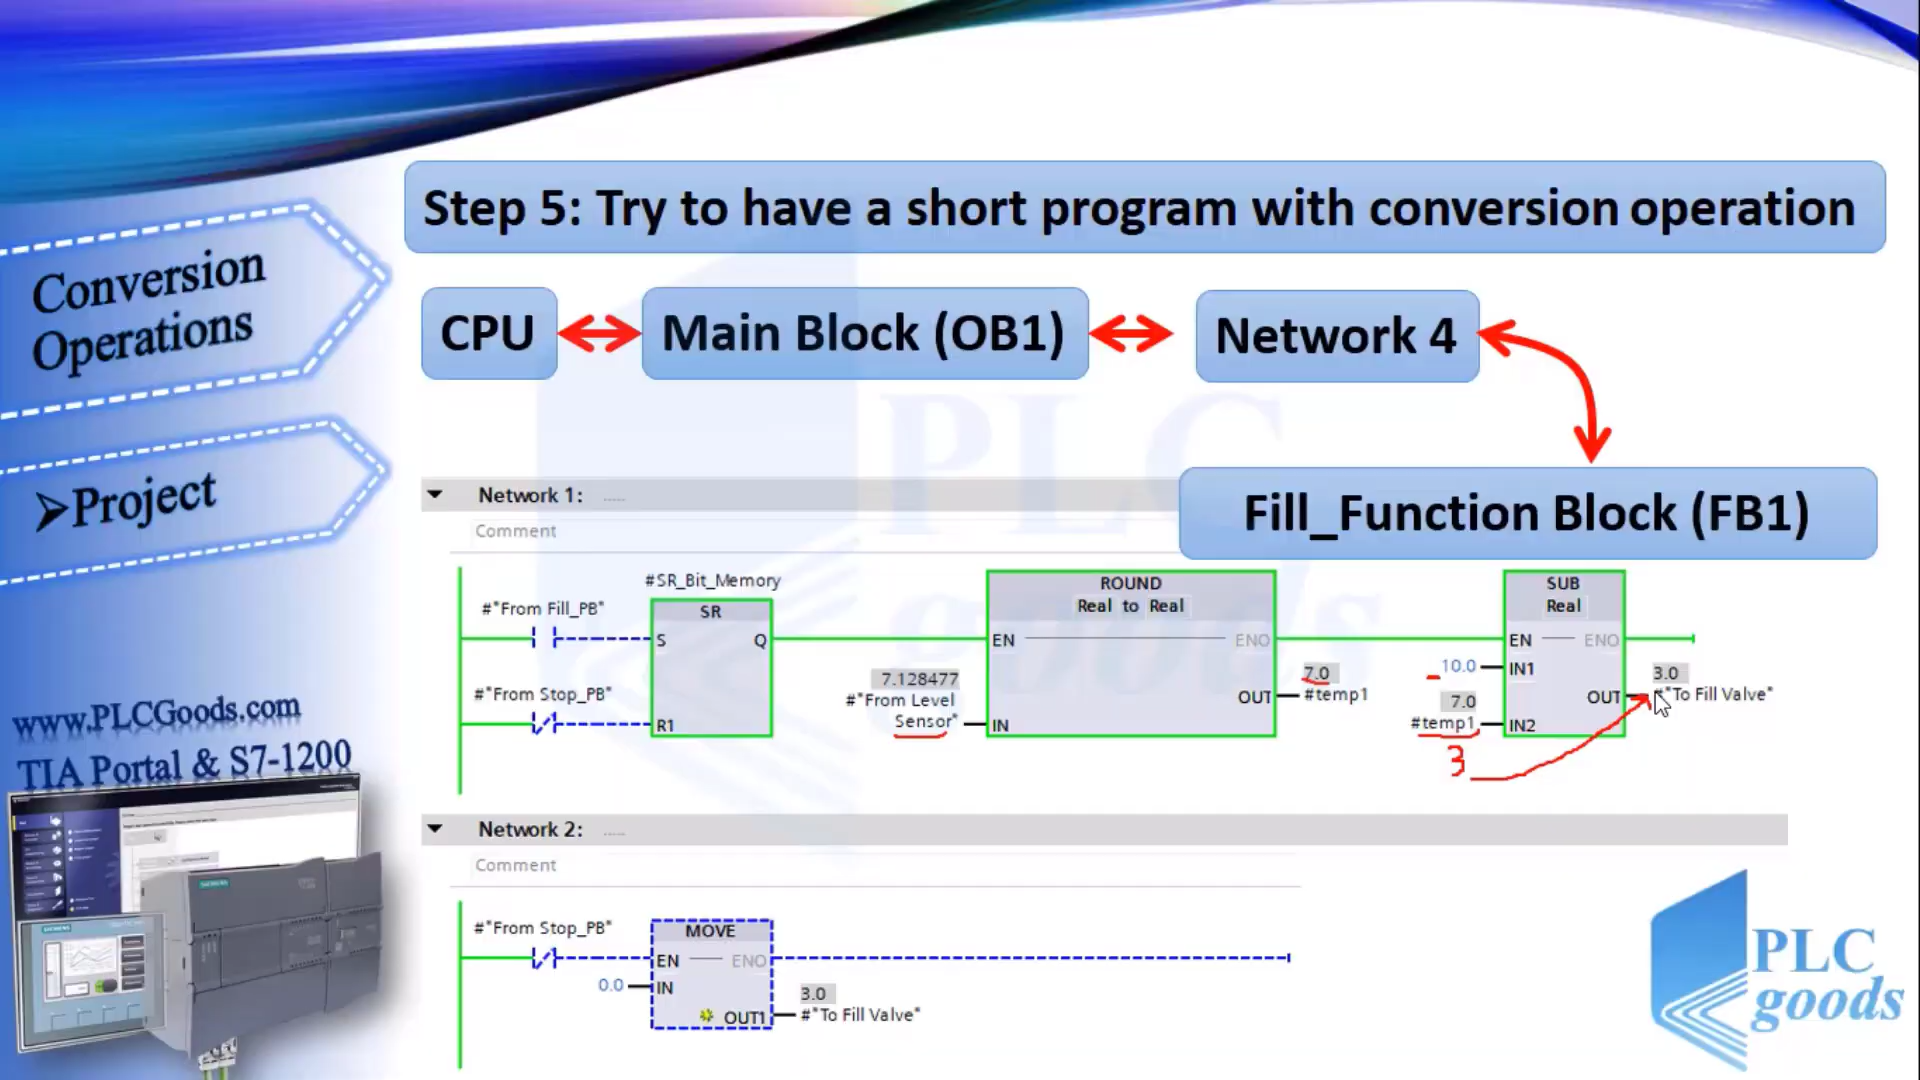 Step 5: Try to have a short program with conversion operation
Conversion
Operations
CPU
Main Block (OB1)
Network 4
Project
Fill_Function Block (FB1)
Network 1: .....
Comment
#"From Fill_PB"
#SR_Bit_Memory
SR
S Q
#"From Stop_PB"
R1
ROUND
Real to Real
EN ENO
7.128477
#"From Level
Sensor"
IN
OUT
7.0
#temp1
SUB
Real
EN ENO
10.0 IN1
7.0
#temp1 IN2
OUT
3.0
#"To Fill Valve"
3
www.PLCGoods.com
TIA Portal & S7-1200
Network 2: .....
Comment
#"From Stop_PB"
MOVE
EN ENO
0.0 IN
OUT1
3.0
#"To Fill Valve"
SIEMENS
PLC
goods
PLC
goods